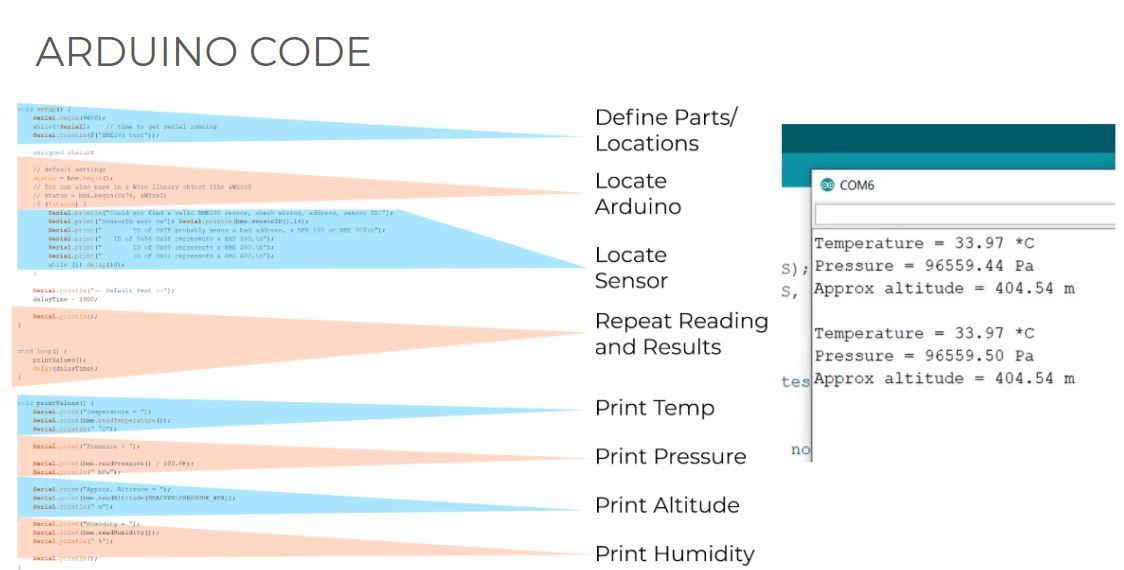 ARDUINO CODE
void setup() {
Serial.begin(9600);
while(!Serial);    // time to get serial running
Serial.println(F("BME280 test"));
unsigned status;
// default settings
status = bme.begin();
// You can also pass in a Wire library object like &Wire2
// status = bme.begin(0x76, &Wire2)
if (!status) {
Serial.println("Could not find a valid BME280 sensor, check wiring, address, sensor ID!");
Serial.print("SensorID was: 0x"); Serial.println(bme.sensorID(),16);
Serial.print("        ID of 0xFF probably means a bad address, a BMP 180 or BMP 085\n");
Serial.print("   ID of 0x56-0x58 represents a BMP 280,\n");
Serial.print("        ID of 0x60 represents a BME 280.\n");
Serial.print("        ID of 0x61 represents a BME 680.\n");
while (1) delay(10);
}
Serial.println("-- Default Test --");
delayTime = 1000;
Serial.println();
}
void loop() {
printValues();
delay(delayTime);
}
void printValues() {
Serial.print("Temperature = ");
Serial.print(bme.readTemperature());
Serial.println(" *C");
Serial.print("Pressure = ");
Serial.print(bme.readPressure() / 100.0F);
Serial.println(" hPa");
Serial.print("Approx. Altitude = ");
Serial.print(bme.readAltitude(SEALEVELPRESSURE_HPA));
Serial.println(" m");
Serial.print("Humidity = ");
Serial.print(bme.readHumidity());
Serial.println(" %");
Serial.println();
}
Define Parts/
Locations
Locate
Arduino
Locate
Sensor
Repeat Reading
and Results
Print Temp
Print Pressure
Print Altitude
Print Humidity
COM6
Temperature = 33.97 *C
S);
Pressure = 96559.44 Pa
S,
Approx altitude = 404.54 m
Temperature = 33.97 *C
Pressure = 96559.50 Pa
tes
Approx altitude = 404.54 m
no